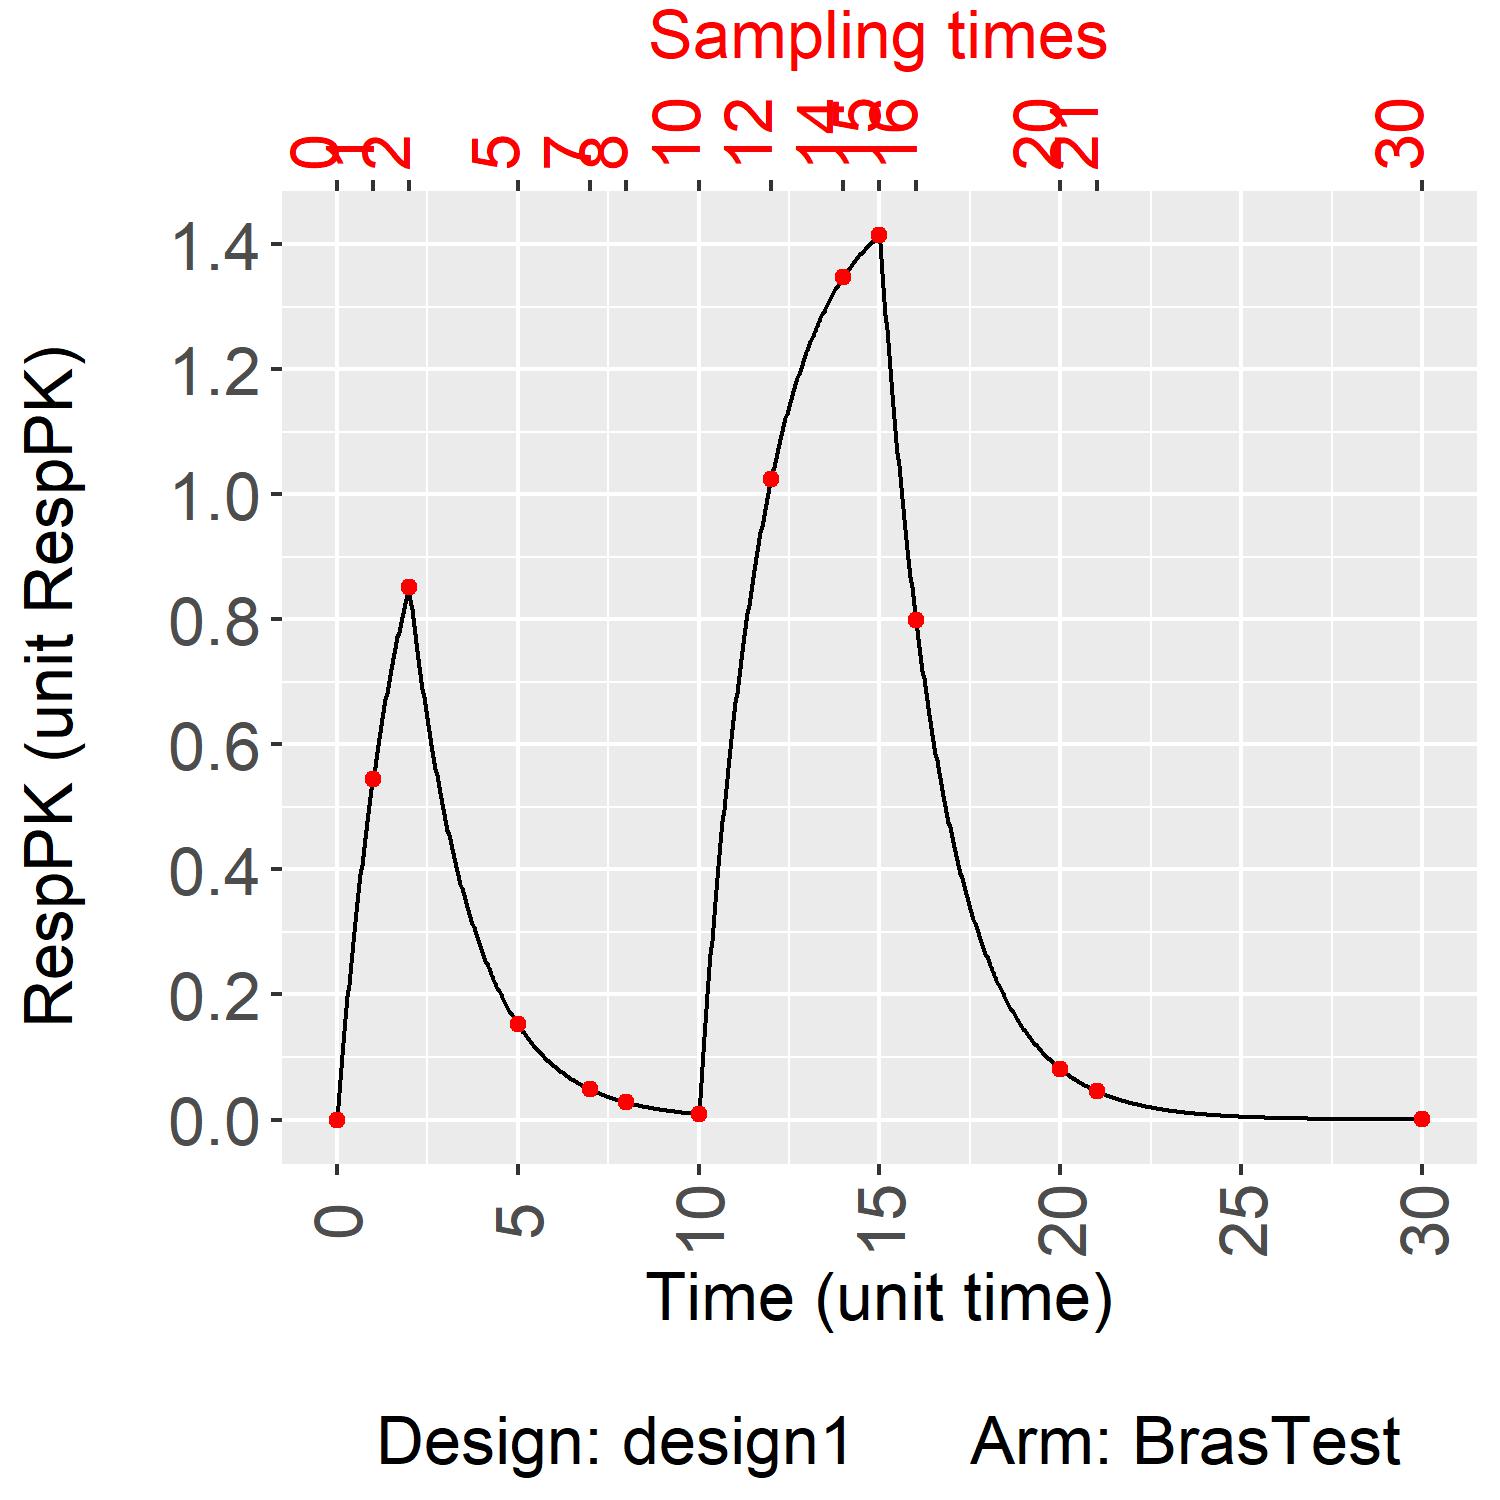 Sampling times
0 1 2 5 7 8 10 12 14 15 16 20 21 30
RespPK (unit RespPK)
1.4
1.2
1.0
0.8
0.6
0.4
0.2
0.0
0 5 10 15 20 25 30
Time (unit time)
Design: design1 Arm: BrasTest